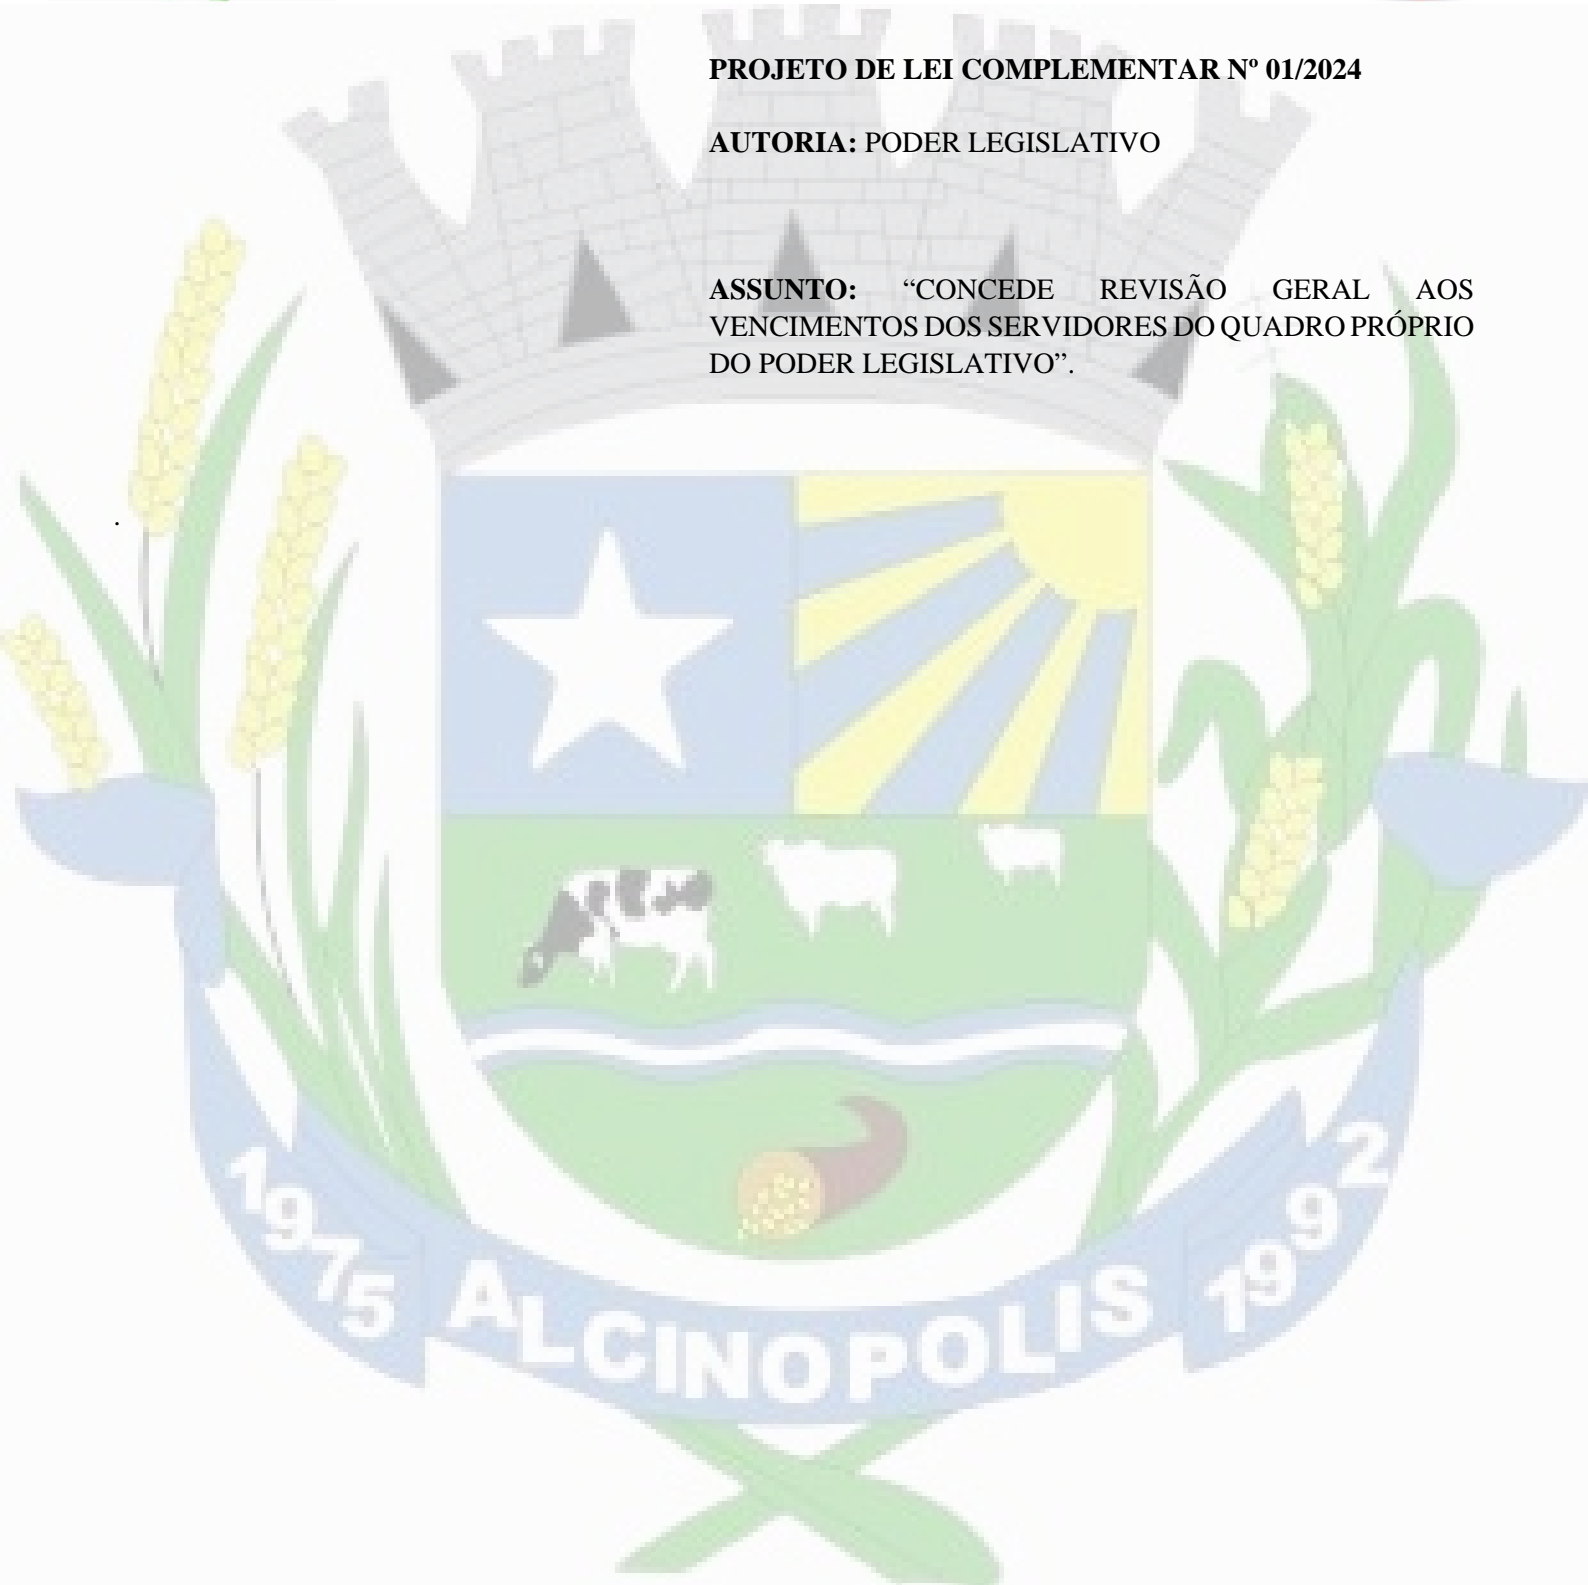 PROJETO DE LEI COMPLEMENTAR Nº 01/2024
AUTORIA: PODER LEGISLATIVO
ASSUNTO: “CONCEDE REVISÃO GERAL AOS
VENCIMENTOS DOS SERVIDORES DO QUADRO PRÓPRIO
DO PODER LEGISLATIVO”.
.
1975 ALCINOPOLIS 1992